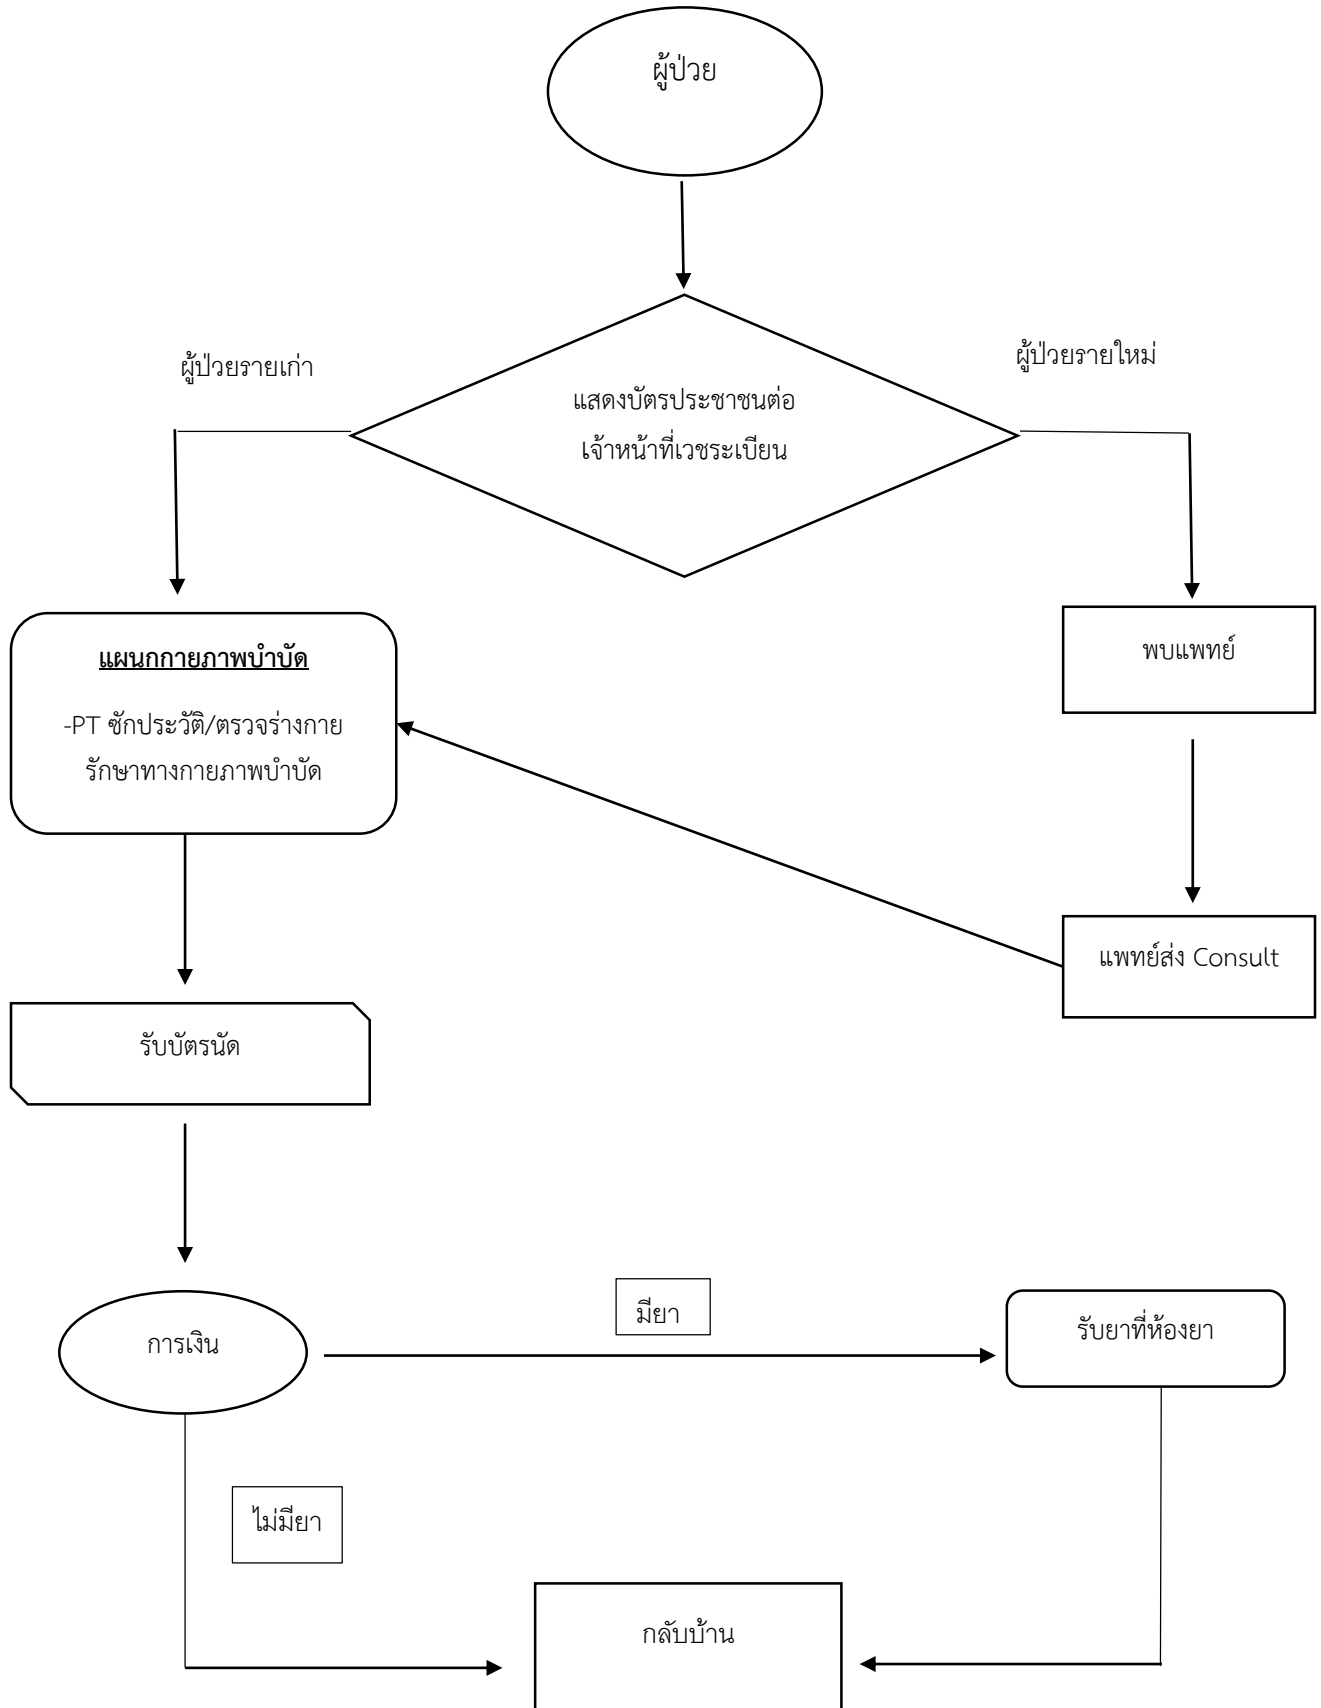 ผู้ป่วย
ผู้ป่วยรายเก่า
ผู้ป่วยรายใหม่
แสดงบัตรประชาชนต่อ
เจ้าหน้าที่เวชระเบียน
แผนกกายภาพบำบัด
-PT ซักประวัติ/ตรวจร่างกาย
รักษาทางกายภาพบำบัด
พบแพทย์
แพทย์ส่ง Consult
รับบัตรนัด
การเงิน
มียา
รับยาที่ห้องยา
ไม่มียา
กลับบ้าน